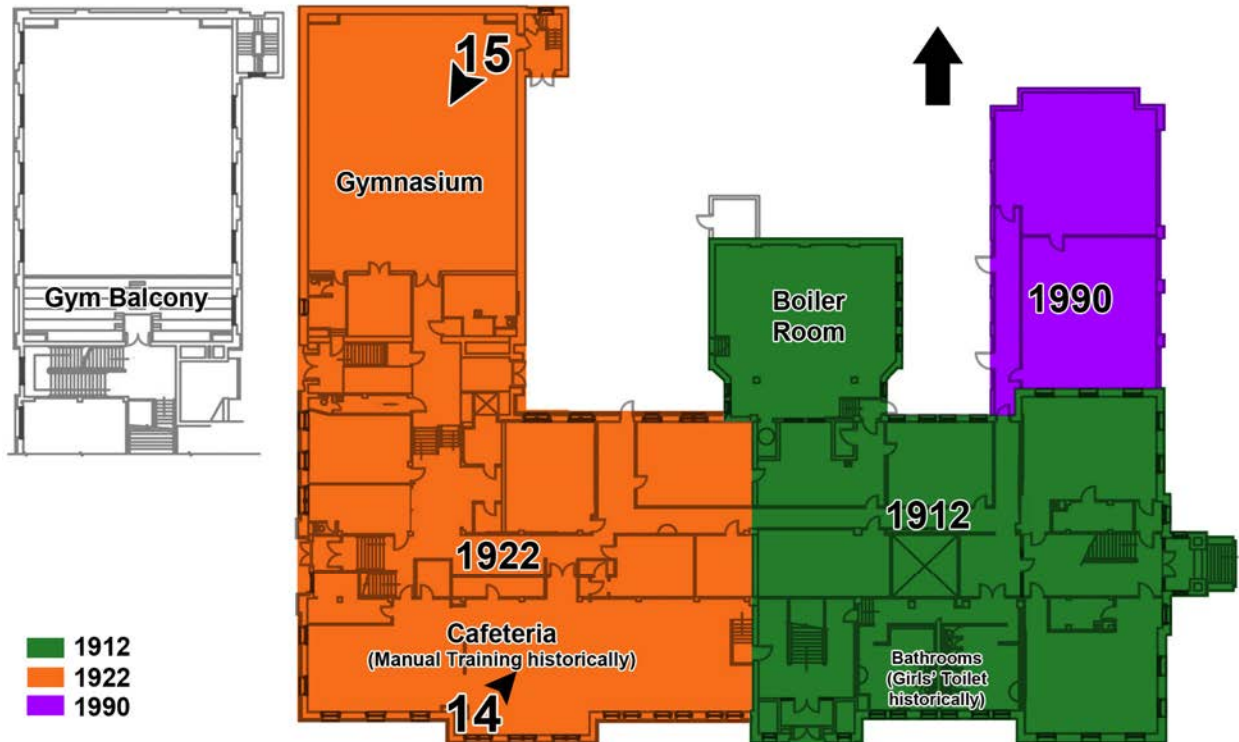 15
Gymnasium
Gym Balcony
Boiler
Room
1990
1912
1922
Cafeteria
(Manual Training historically)
14
Bathrooms
(Girls' Toilet
historically)
1912
1922
1990